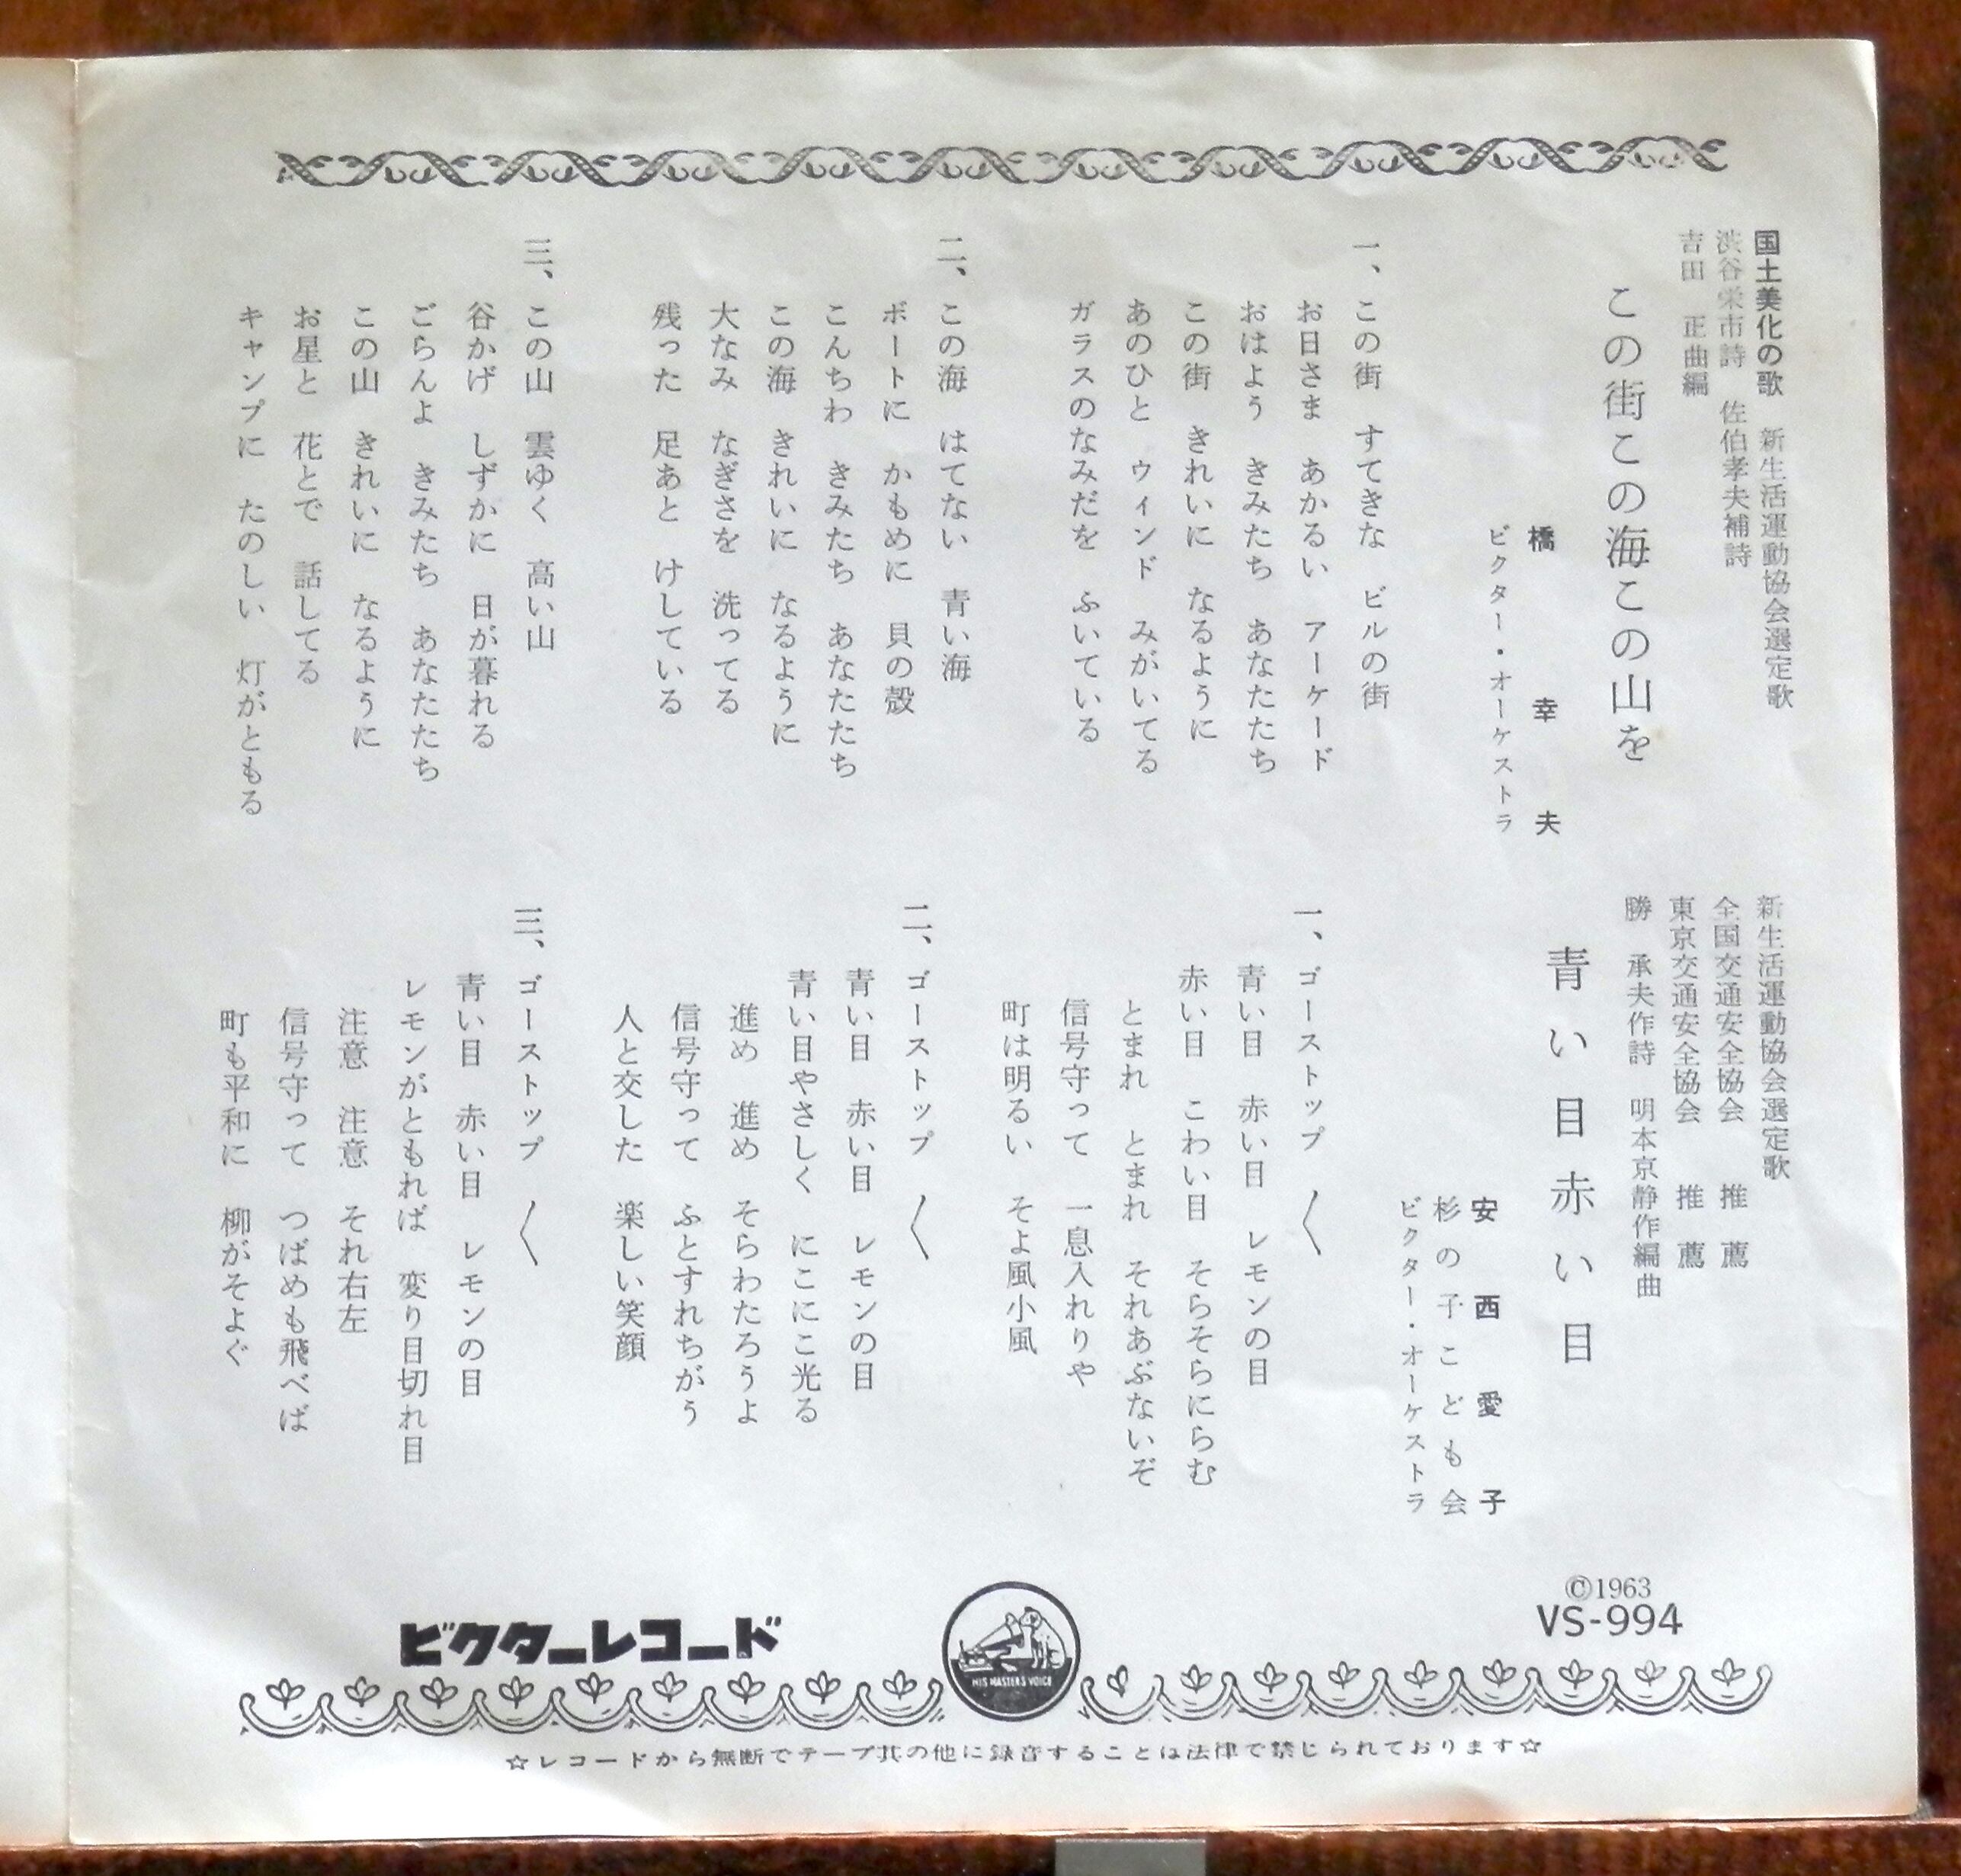 国土美化の歌　新生活運動協会選定歌
渋谷栄市詩　佐伯孝夫補詩
吉田　正曲編
この街この海この山を
橋　幸　夫
ビクター・オーケストラ
一、この街　すてきな　ビルの街
お日さま　あかるい　アーケード
おはよう　きみたち　あなたたち
この街　きれいに　なるように
あのひと　ウィンド　みがいてる
ガラスのなみだを　ふいている
二、この海　はてない　青い海
ボートに　かもめに　貝の殻
こんちわ　きみたち　あなたたち
この海　きれいに　なるように
大なみ　なぎさを　洗ってる
残った　足あと　けしている
三、この山　雲ゆく　高い山
谷かげ　しずかに　日が暮れる
ごらんよ　きみたち　あなたたち
この山　きれいに　なるように
お星と　花とで　話してる
キャンプに　たのしい　灯がともる
新生活運動協会選定歌
全国交通安全協会　推薦
東京交通安全協会　推薦
勝　承夫作詩　明本京静作編曲
青い目赤い目
安西愛子
杉の子こども会
ビクター・オーケストラ
一、ゴーストップ　〱
青い目　赤い目　レモンの目
赤い目　こわい目　そらそらにらむ
とまれ　とまれ　それあぶないぞ
信号守って　一息入れりや
町は明るい　そよ風小風
二、ゴーストップ　〱
青い目　赤い目　レモンの目
青い目やさしく　にこにこ光る
進め　進め　そらわたろうよ
信号守って　ふとすれちがう
人と交した　楽しい笑顔
三、ゴーストップ　〱
青い目　赤い目　レモンの目
レモンがともれば　変り目切れ目
注意　注意　それ右左
信号守って　つばめも飛べば
町も平和に　柳がそよぐ
©1963
VS-994
ビクターレコード
HIS MASTERS VOICE
☆レコードから無断でテープ其の他に録音することは法律で禁じられております☆